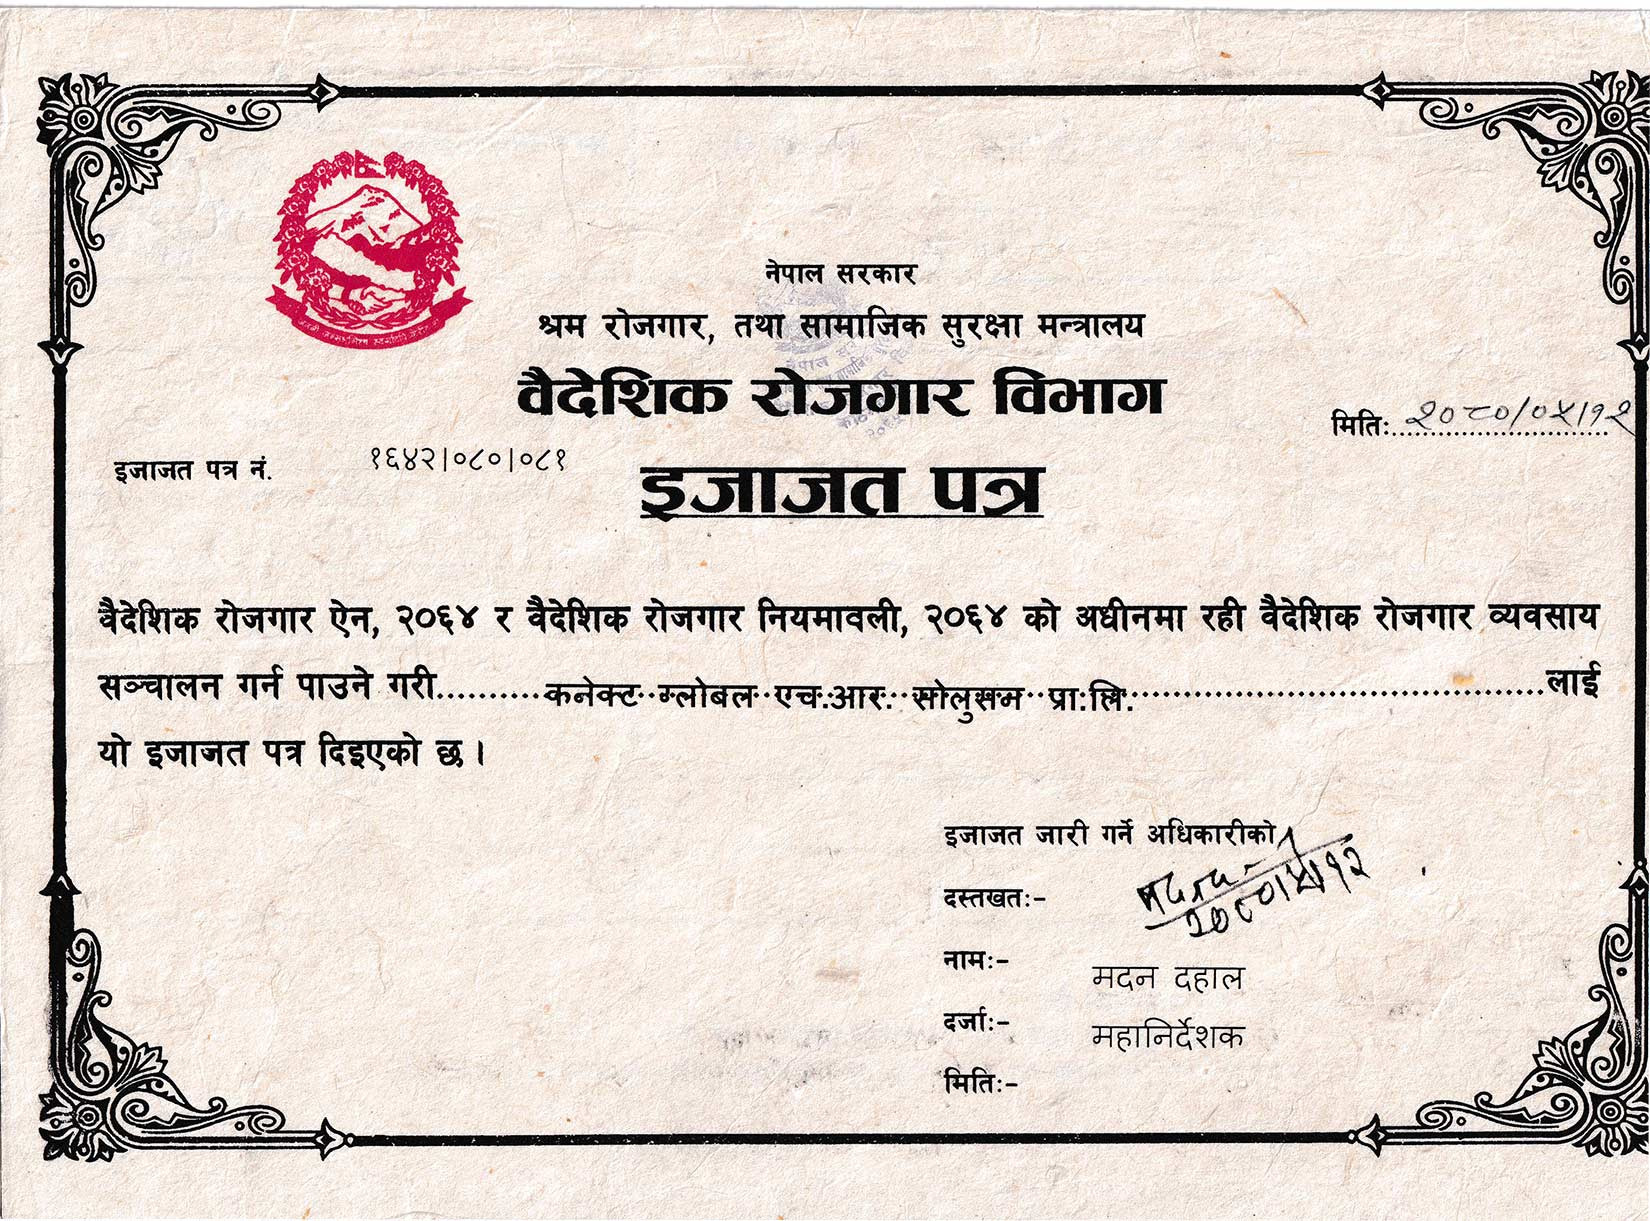 नेपाल सरकार
श्रम रोजगार, तथा सामाजिक सुरक्षा मन्त्रालय
वैदेशिक रोजगार विभाग
मितिः २०८०/०५/१२
इजाजत पत्र नं. १६४२|०८०|०८१
इजाजत पत्र
वैदेशिक रोजगार ऐन, २०६४ र वैदेशिक रोजगार नियमावली, २०६४ को अधीनमा रही वैदेशिक रोजगार व्यवसाय
सञ्चालन गर्न पाउने गरी..........कनेक्ट ग्लोबल एच.आर. सोलुसम प्रा.लि...............................लाई
यो इजाजत पत्र दिइएको छ ।
इजाजत जारी गर्ने अधिकारीको
दस्तखतः-
२०८०/५/१२
नामः- मदन दहाल
दर्जाः- महानिर्देशक
मितिः-